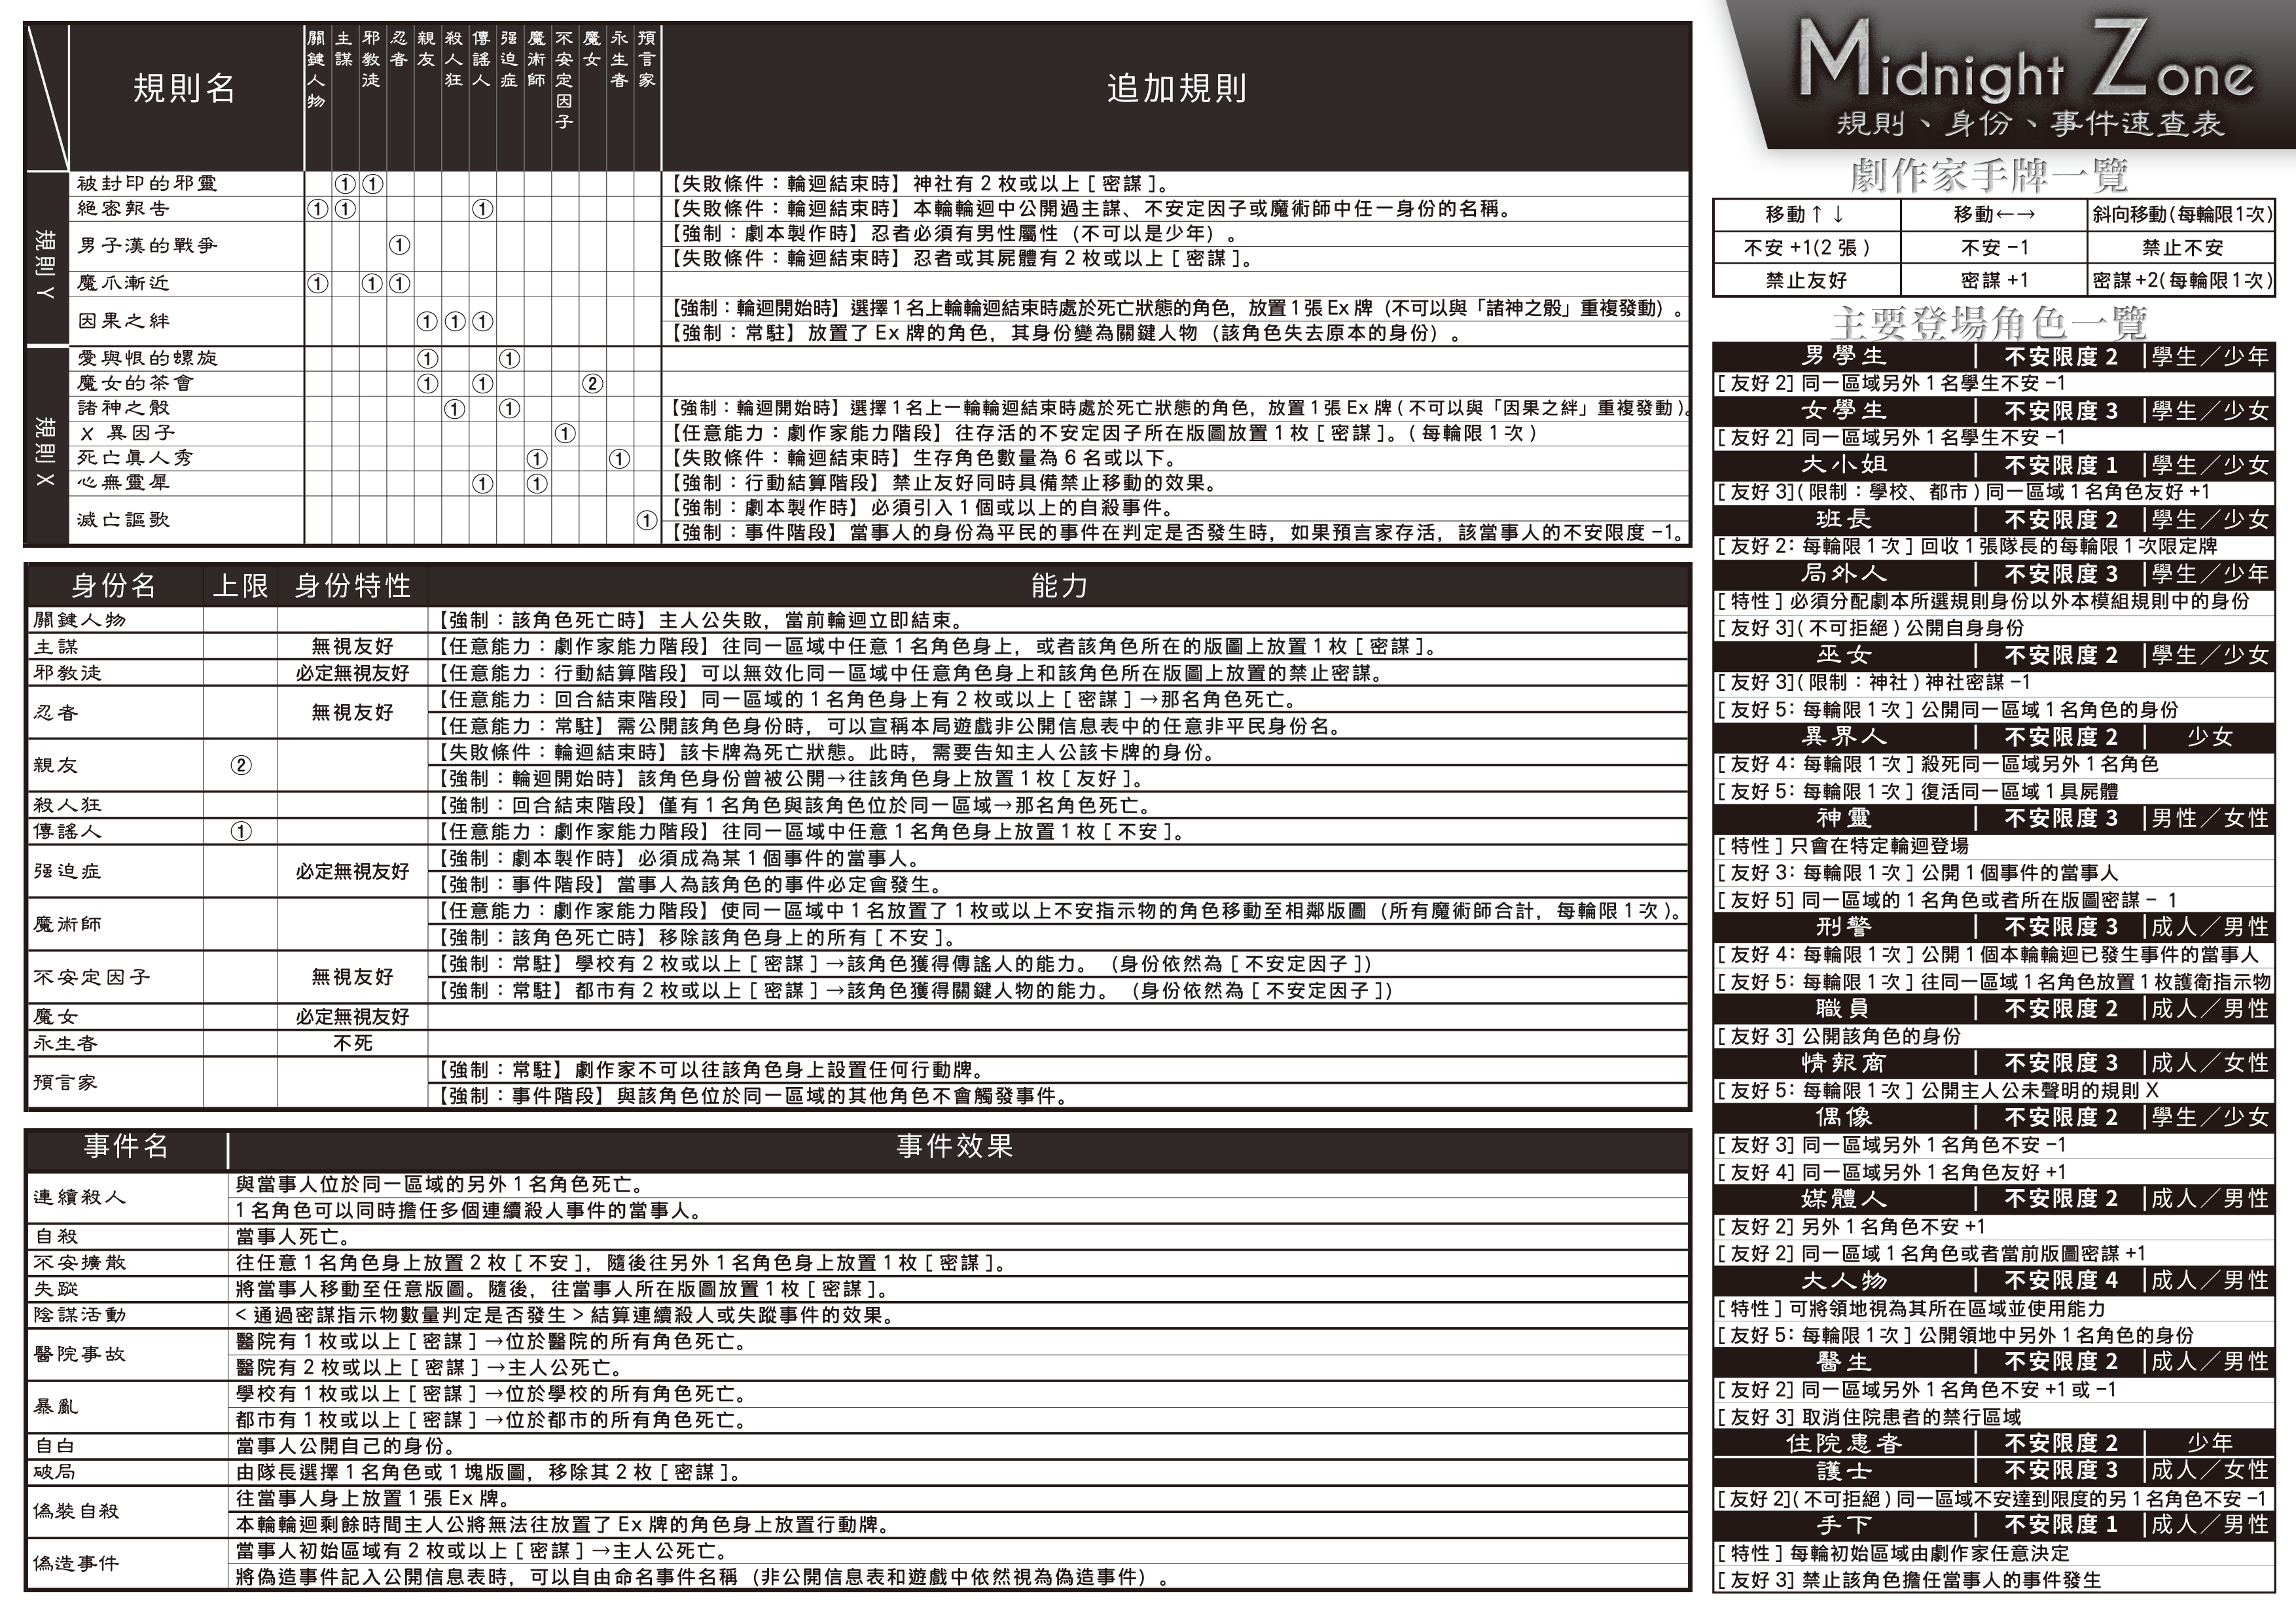 規則名 關鍵人物 主謀 邪教徒 忍者 親友 殺人狂 傳謠人 强迫症 魔術師 不安定因子 魔女 永生者 預言家 追加規則
規則 Y
被封印的邪靈 ① ① 【失敗條件：輪迴結束時】神社有 2 枚或以上 [ 密謀 ]。
絕密報告 ① ① ① 【失敗條件：輪迴結束時】本輪輪迴中公開過主謀、不安定因子或魔術師中任一身份的名稱。
男子漢的戰爭 ① 【強制：劇本製作時】忍者必須有男性屬性（不可以是少年）。
【失敗條件：輪迴結束時】忍者或其屍體有 2 枚或以上 [ 密謀 ]。
魔爪漸近 ① ① ①
因果之絆 ① ① ① 【強制：輪迴開始時】選擇 1 名上輪輪迴結束時處於死亡狀態的角色，放置 1 張 Ex 牌（不可以與「諸神之骰」重複發動）。
【強制：常駐】放置了 Ex 牌的角色，其身份變為關鍵人物（該角色失去原本的身份）。
規則 X
愛與恨的螺旋 ① ①
魔女的茶會 ① ① ②
諸神之骰 ① ① 【強制：輪迴開始時】選擇 1 名上一輪輪迴結束時處於死亡狀態的角色，放置 1 張 Ex 牌 ( 不可以與「因果之絆」重複發動 )。
X 異因子 ① 【任意能力：劇作家能力階段】往存活的不安定因子所在版圖放置 1 枚 [ 密謀 ]。( 每輪限 1 次 )
死亡真人秀 ① ① 【失敗條件：輪迴結束時】生存角色數量為 6 名或以下。
心無靈犀 ① ① 【強制：行動結算階段】禁止友好同時具備禁止移動的效果。
滅亡謳歌 ① 【強制：劇本製作時】必須引入 1 個或以上的自殺事件。
【強制：事件階段】當事人的身份為平民的事件在判定是否發生時，如果預言家存活，該當事人的不安限度 −1。
身份名 上限 身份特性 能力
關鍵人物 【強制：該角色死亡時】主人公失敗，當前輪迴立即結束。
主謀 無視友好 【任意能力：劇作家能力階段】往同一區域中任意 1 名角色身上，或者該角色所在的版圖上放置 1 枚 [ 密謀 ]。
邪教徒 必定無視友好 【任意能力：行動結算階段】可以無效化同一區域中任意角色身上和該角色所在版圖上放置的禁止密謀。
忍者 無視友好 【任意能力：回合結束階段】同一區域的 1 名角色身上有 2 枚或以上 [ 密謀 ] →那名角色死亡。
【任意能力：常駐】需公開該角色身份時，可以宣稱本局遊戲非公開信息表中的任意非平民身份名。
親友 ② 【失敗條件：輪迴結束時】該卡牌為死亡狀態。此時，需要告知主人公該卡牌的身份。
【強制：輪迴開始時】該角色身份曾被公開→往該角色身上放置 1 枚 [ 友好 ]。
殺人狂 【強制：回合結束階段】僅有 1 名角色與該角色位於同一區域→那名角色死亡。
傳謠人 ① 【任意能力：劇作家能力階段】往同一區域中任意 1 名角色身上放置 1 枚 [ 不安 ]。
强迫症 必定無視友好 【強制：劇本製作時】必須成為某 1 個事件的當事人。
【強制：事件階段】當事人為該角色的事件必定會發生。
魔術師 【任意能力：劇作家能力階段】使同一區域中 1 名放置了 1 枚或以上不安指示物的角色移動至相鄰版圖（所有魔術師合計，每輪限 1 次 )。
【強制：該角色死亡時】移除該角色身上的所有 [ 不安 ]。
不安定因子 無視友好 【強制：常駐】學校有 2 枚或以上 [ 密謀 ] →該角色獲得傳謠人的能力。（身份依然為 [ 不安定因子 ])
【強制：常駐】都市有 2 枚或以上 [ 密謀 ] →該角色獲得關鍵人物的能力。（身份依然為 [ 不安定因子 ])
魔女 必定無視友好
永生者 不死
預言家 【強制：常駐】劇作家不可以往該角色身上設置任何行動牌。
【強制：事件階段】與該角色位於同一區域的其他角色不會觸發事件。
事件名 事件效果
連續殺人 與當事人位於同一區域的另外 1 名角色死亡。
1 名角色可以同時擔任多個連續殺人事件的當事人。
自殺 當事人死亡。
不安擴散 往任意 1 名角色身上放置 2 枚 [ 不安 ]，隨後往另外 1 名角色身上放置 1 枚 [ 密謀 ]。
失蹤 將當事人移動至任意版圖。隨後，往當事人所在版圖放置 1 枚 [ 密謀 ]。
陰謀活動 < 通過密謀指示物數量判定是否發生 > 結算連續殺人或失蹤事件的效果。
醫院事故 醫院有 1 枚或以上 [ 密謀 ] →位於醫院的所有角色死亡。
醫院有 2 枚或以上 [ 密謀 ] →主人公死亡。
暴亂 學校有 1 枚或以上 [ 密謀 ] →位於學校的所有角色死亡。
都市有 1 枚或以上 [ 密謀 ] →位於都市的所有角色死亡。
自白 當事人公開自己的身份。
破局 由隊長選擇 1 名角色或 1 塊版圖，移除其 2 枚 [ 密謀 ]。
偽裝自殺 往當事人身上放置 1 張 Ex 牌。
本輪輪迴剩餘時間主人公將無法往放置了 Ex 牌的角色身上放置行動牌。
偽造事件 當事人初始區域有 2 枚或以上 [ 密謀 ] →主人公死亡。
將偽造事件記入公開信息表時，可以自由命名事件名稱（非公開信息表和遊戲中依然視為偽造事件）。
Midnight Zone
規則、身份、事件速查表
劇作家手牌一覽
移動↑↓ 移動←→ 斜向移動 ( 每輪限 1 次)
不安 +1(2 張 ) 不安 −1 禁止不安
禁止友好 密謀 +1 密謀 +2( 每輪限 1 次)
主要登場角色一覽
男學生 不安限度 2 學生／少年
[ 友好 2] 同一區域另外 1 名學生不安 −1
女學生 不安限度 3 學生／少女
[ 友好 2] 同一區域另外 1 名學生不安 −1
大小姐 不安限度 1 學生／少女
[ 友好 3]( 限制：學校、都市 ) 同一區域 1 名角色友好 +1
班長 不安限度 2 學生／少女
[ 友好 2: 每輪限 1 次 ] 回收 1 張隊長的每輪限 1 次限定牌
局外人 不安限度 3 學生／少年
[ 特性 ] 必須分配劇本所選規則身份以外本模組規則中的身份
[ 友好 3]( 不可拒絕 ) 公開自身身份
巫女 不安限度 2 學生／少女
[ 友好 3]( 限制：神社 ) 神社密謀 −1
[ 友好 5: 每輪限 1 次 ] 公開同一區域 1 名角色的身份
異界人 不安限度 2 少女
[ 友好 4: 每輪限 1 次 ] 殺死同一區域另外 1 名角色
[ 友好 5: 每輪限 1 次 ] 復活同一區域 1 具屍體
神靈 不安限度 3 男性／女性
[ 特性 ] 只會在特定輪迴登場
[ 友好 3: 每輪限 1 次 ] 公開 1 個事件的當事人
[ 友好 5] 同一區域的 1 名角色或者所在版圖密謀 − 1
刑警 不安限度 3 成人／男性
[ 友好 4: 每輪限 1 次 ] 公開 1 個本輪輪迴已發生事件的當事人
[ 友好 5: 每輪限 1 次 ] 往同一區域 1 名角色放置 1 枚護衛指示物
職員 不安限度 2 成人／男性
[ 友好 3] 公開該角色的身份
情報商 不安限度 3 成人／女性
[ 友好 5: 每輪限 1 次 ] 公開主人公未聲明的規則 X
偶像 不安限度 2 學生／少女
[ 友好 3] 同一區域另外 1 名角色不安 −1
[ 友好 4] 同一區域另外 1 名角色友好 +1
媒體人 不安限度 2 成人／男性
[ 友好 2] 另外 1 名角色不安 +1
[ 友好 2] 同一區域 1 名角色或者當前版圖密謀 +1
大人物 不安限度 4 成人／男性
[ 特性 ] 可將領地視為其所在區域並使用能力
[ 友好 5: 每輪限 1 次 ] 公開領地中另外 1 名角色的身份
醫生 不安限度 2 成人／男性
[ 友好 2] 同一區域另外 1 名角色不安 +1 或 −1
[ 友好 3] 取消住院患者的禁行區域
住院患者 不安限度 2 少年
護士 不安限度 3 成人／女性
[ 友好 2]( 不可拒絕 ) 同一區域不安達到限度的另 1 名角色不安 −1
手下 不安限度 1 成人／男性
[ 特性 ] 每輪初始區域由劇作家任意決定
[ 友好 3] 禁止該角色擔任當事人的事件發生